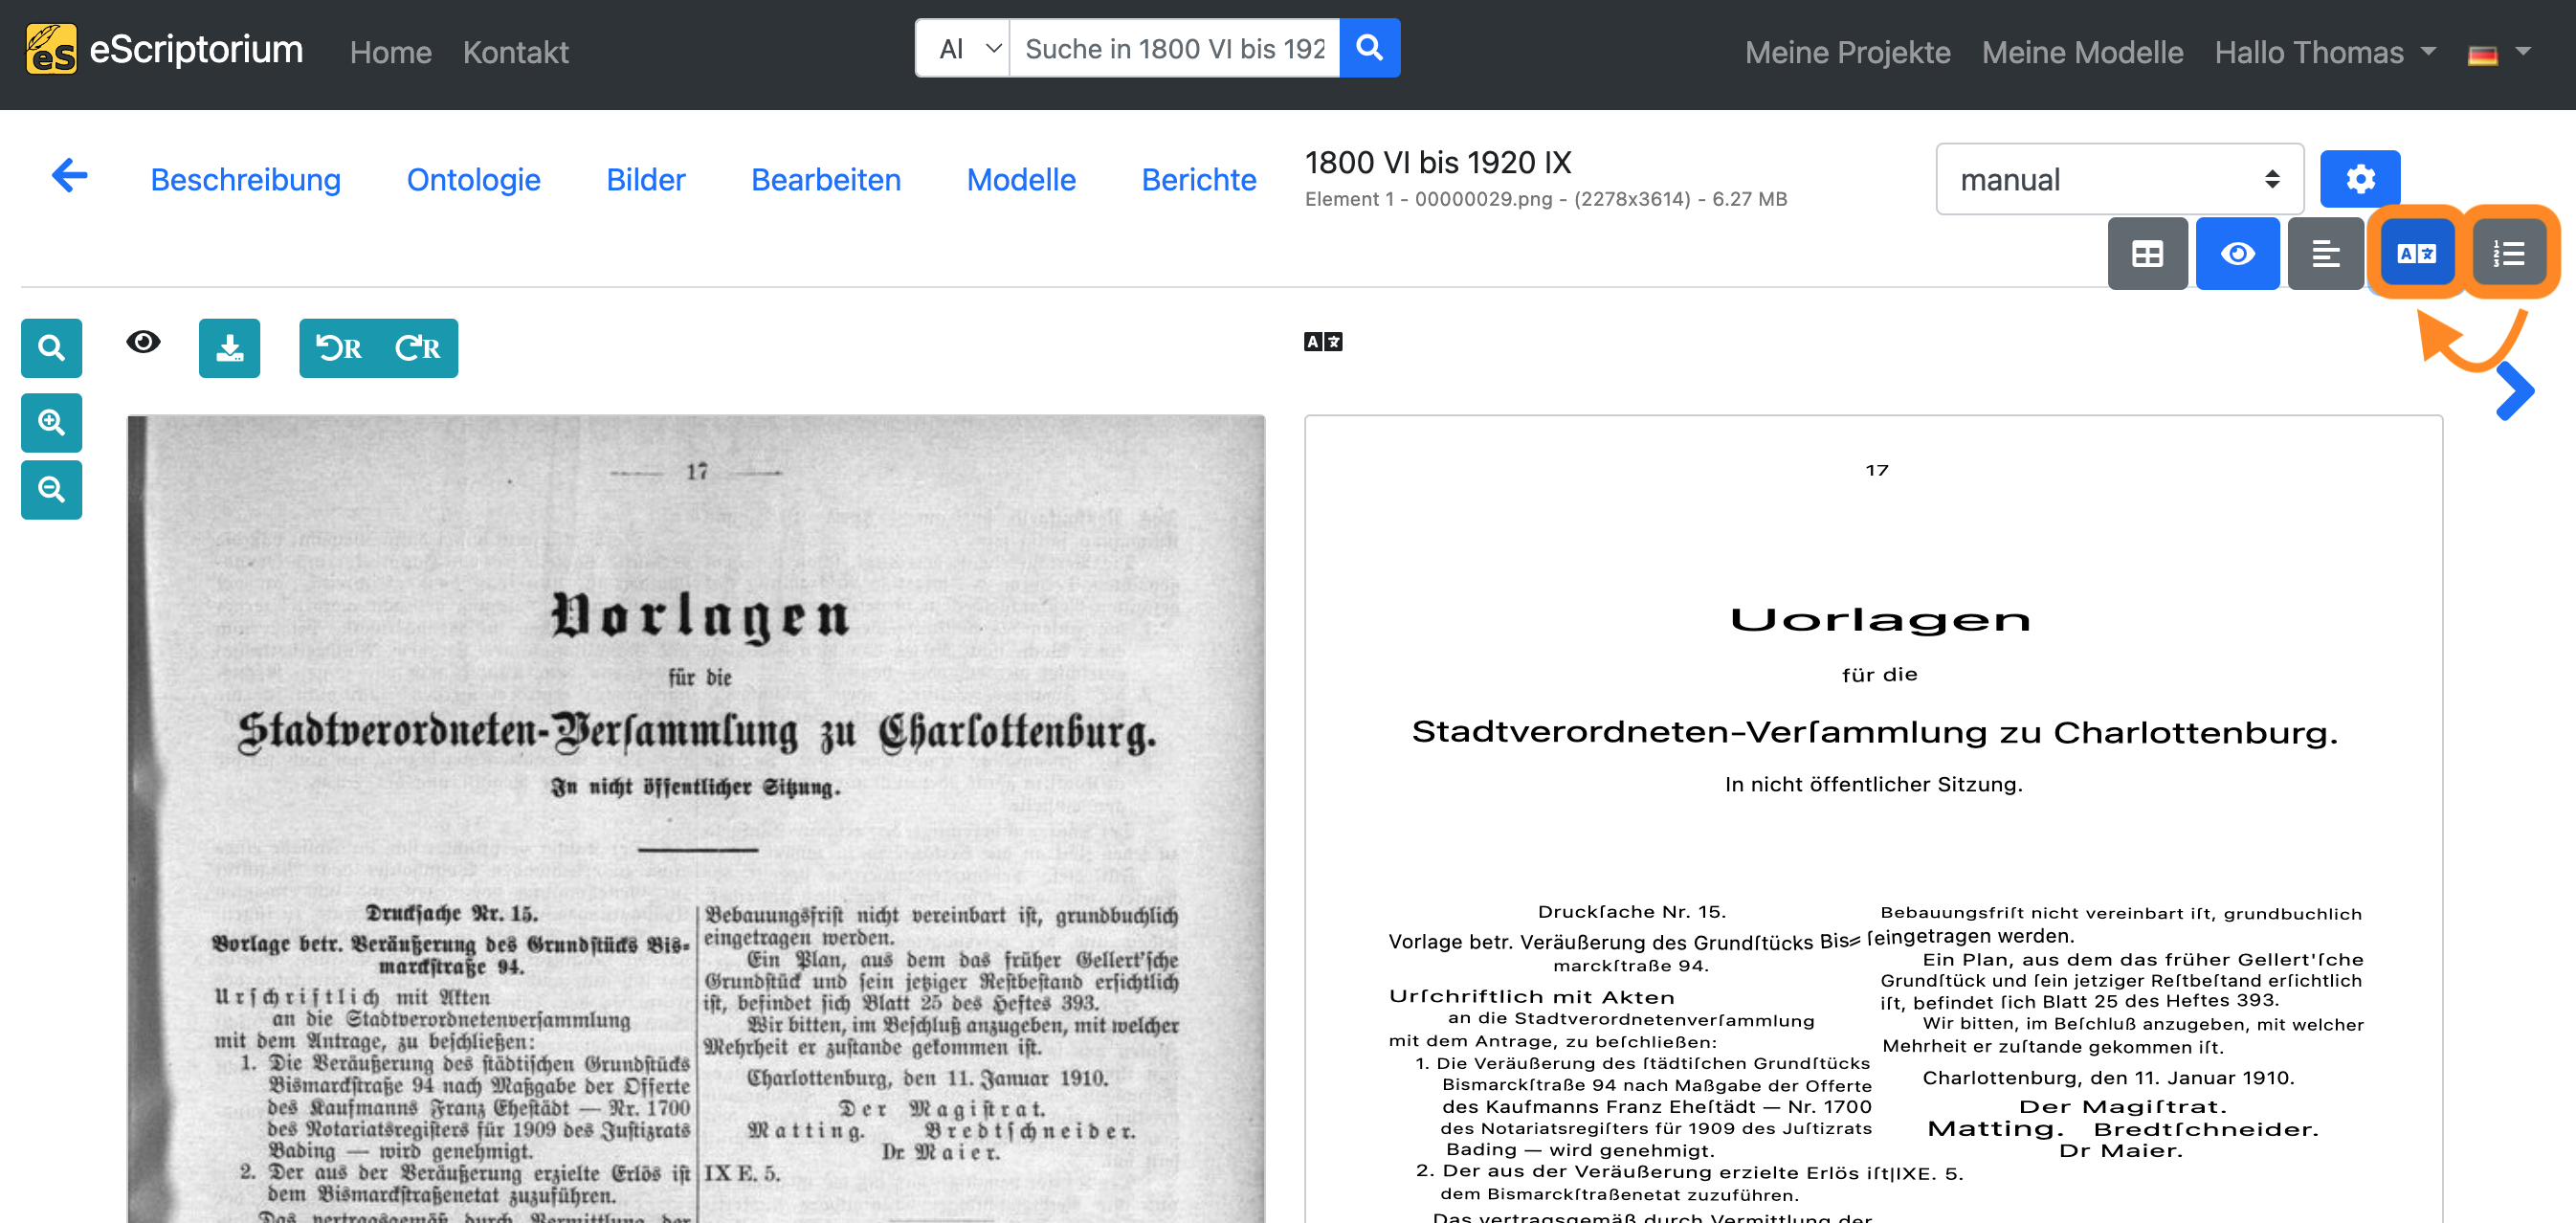 eScriptorium
Home
Kontakt
Al
Suche in 1800 VI bis 192
Meine Projekte
Meine Modelle
Hallo Thomas
Beschreibung
Ontologie
Bilder
Bearbeiten
Modelle
Berichte
1800 VI bis 1920 IX
Element 1 - 00000029.png - (2278x3614) - 6.27 MB
manual
R R
17
Vorlagen
für die
Stadtverordneten-Verſammlung zu Charlottenburg.
In nicht öffentlicher Sitzung.
Druckſache Nr. 15.
Vorlage betr. Veräußerung des Grundſtücks Bis-
marckſtraße 94.
Urſchriftlich mit Akten
an die Stadtverordnetenverſammlung
mit dem Antrage, zu beſchließen:
1. Die Veräußerung des ſtädtiſchen Grundſtücks
Bismarckſtraße 94 nach Maßgabe der Offerte
des Kaufmanns Franz Eheſtädt — Nr. 1700
des Notariatsregiſters für 1909 des Juſtizrats
Bading — wird genehmigt.
2. Der aus der Veräußerung erzielte Erlös iſt
dem Bismarckſtraßenetat zuzuführen.
Das vertragsgemäß durch Vermittlung der
Bebauungsfriſt nicht vereinbart iſt, grundbuchlich
eingetragen werden.
Ein Plan, aus dem das früher Gellert'ſche
Grundſtück und ſein jetziger Reſtbeſtand erſichtlich
iſt, befindet ſich Blatt 25 des Heftes 393.
Wir bitten, im Beſchluß anzugeben, mit welcher
Mehrheit er zuſtande gekommen iſt.
Charlottenburg, den 11. Januar 1910.
Der Magiſtrat.
Matting. Bredtſchneider.
Dr. Maier.
IX E. 5.
17
Uorlagen
für die
Stadtverordneten-Verſammlung zu Charlottenburg.
In nicht öffentlicher Sitzung.
Druckſache Nr. 15.
Vorlage betr. Veräußerung des Grundſtücks Bis⸗
marckſtraße 94.
Urſchriftlich mit Akten
an die Stadtverordnetenverſammlung
mit dem Antrage, zu beſchließen:
1. Die Veräußerung des ſtädtiſchen Grundſtücks
Bismarckſtraße 94 nach Maßgabe der Offerte
des Kaufmanns Franz Eheſtädt — Nr. 1700
des Notariatsregiſters für 1909 des Juſtizrats
Bading — wird genehmigt.
2. Der aus der Veräußerung erzielte Erlös iſt|IXE. 5.
dem Bismarckſtraßenetat zuzuführen.
Das vertragsgemäß durch Vermittlung der
Bebauungsfriſt nicht vereinbart iſt, grundbuchlich
ſeingetragen werden.
Ein Plan, aus dem das früher Gellert'ſche
Grundſtück und ſein jetziger Reſtbeſtand erſichtlich
iſt, befindet ſich Blatt 25 des Heftes 393.
Wir bitten, im Beſchluß anzugeben, mit welcher
Mehrheit er zuſtande gekommen iſt.
Charlottenburg, den 11. Januar 1910.
Der Magiſtrat.
Matting. Bredtſchneider.
Dr Maier.